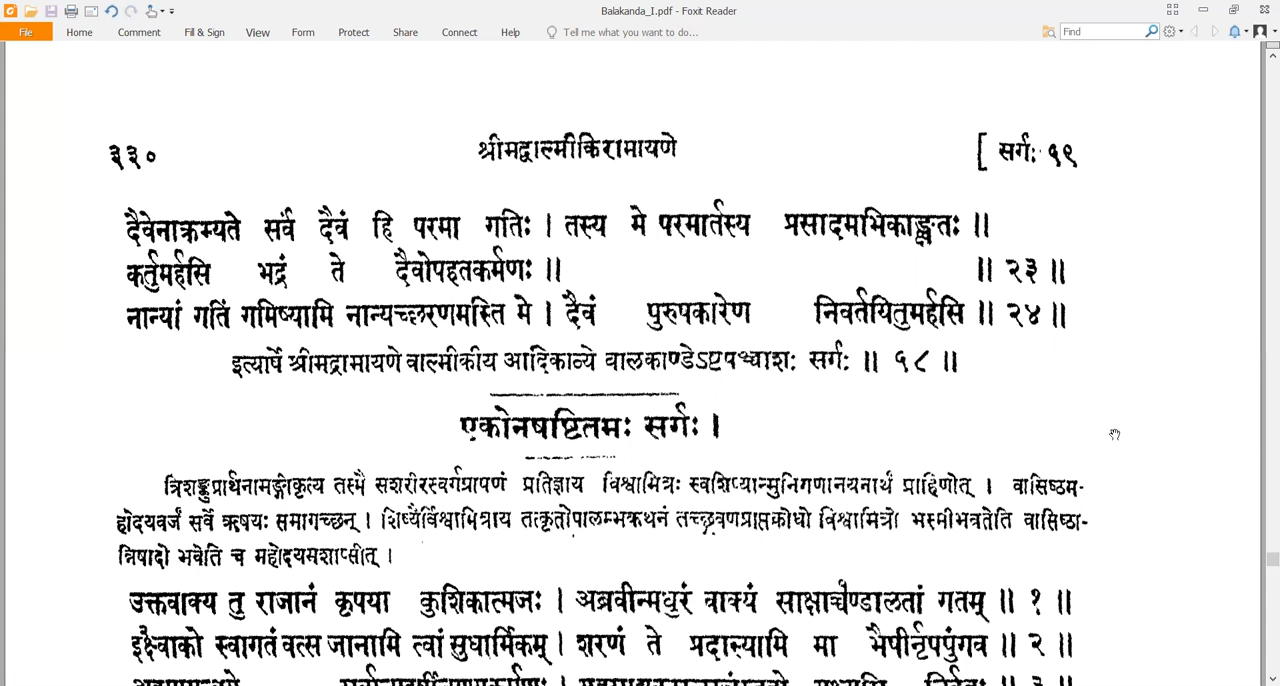 Balakanda_I.pdf - Foxit Reader
File Home Comment Fill & Sign View Form Protect Share Connect Help Tell me what you want to do... Find
३३० श्रीमद्वाल्मीकिरामायणे [ सर्गः ५९
दैवेनाक्रम्यते सर्वं दैवं हि परमा गतिः । तस्य मे परमार्तस्य प्रसादमभिकाङ्क्षतः ॥
कर्तुमर्हसि भद्रं ते दैवोपहतकर्मणः ॥ ॥ २३ ॥
नान्यां गतिं गमिष्यामि नान्यच्छरणमस्ति मे । दैवं पुरुषकारेण निवर्तयितुमर्हसि ॥ २४ ॥
इत्यार्षे श्रीमद्रामायणे वाल्मीकीय आदिकाव्ये बालकाण्डेऽष्टपञ्चाशः सर्गः ॥ ५८ ॥
एकोनषष्टितमः सर्गः ।
त्रिशङ्कुप्रार्थनामङ्गीकृत्य तस्मै सशरीरस्वर्गप्रापणं प्रतिज्ञाय विश्वामित्रः स्वशिष्यान्मुनिगणानयनार्थं प्राहिणोत् । वासिष्ठम-
होदयवर्जं सर्वे ऋषयः समागच्छन् । शिष्यैर्विश्वामित्राय तत्कृतोपालम्भकथनं तच्छ्रवणप्राप्तक्रोधो विश्वामित्रो भस्मीभवतेति वासिष्ठा-
न्निषादो भवेति च महोदयमशाप्सीत् ।
उक्तवाक्य तु राजानं कृपया कुशिकात्मजः । अब्रवीन्मधुरं वाक्यं साक्षाच्चण्डालतां गतम् ॥ १ ॥
इक्ष्वाको स्वागतं वत्स जानामि त्वां सुधार्मिकम् । शरणं ते प्रदास्यामि मा भैषीर्नृपपुंगव ॥ २ ॥